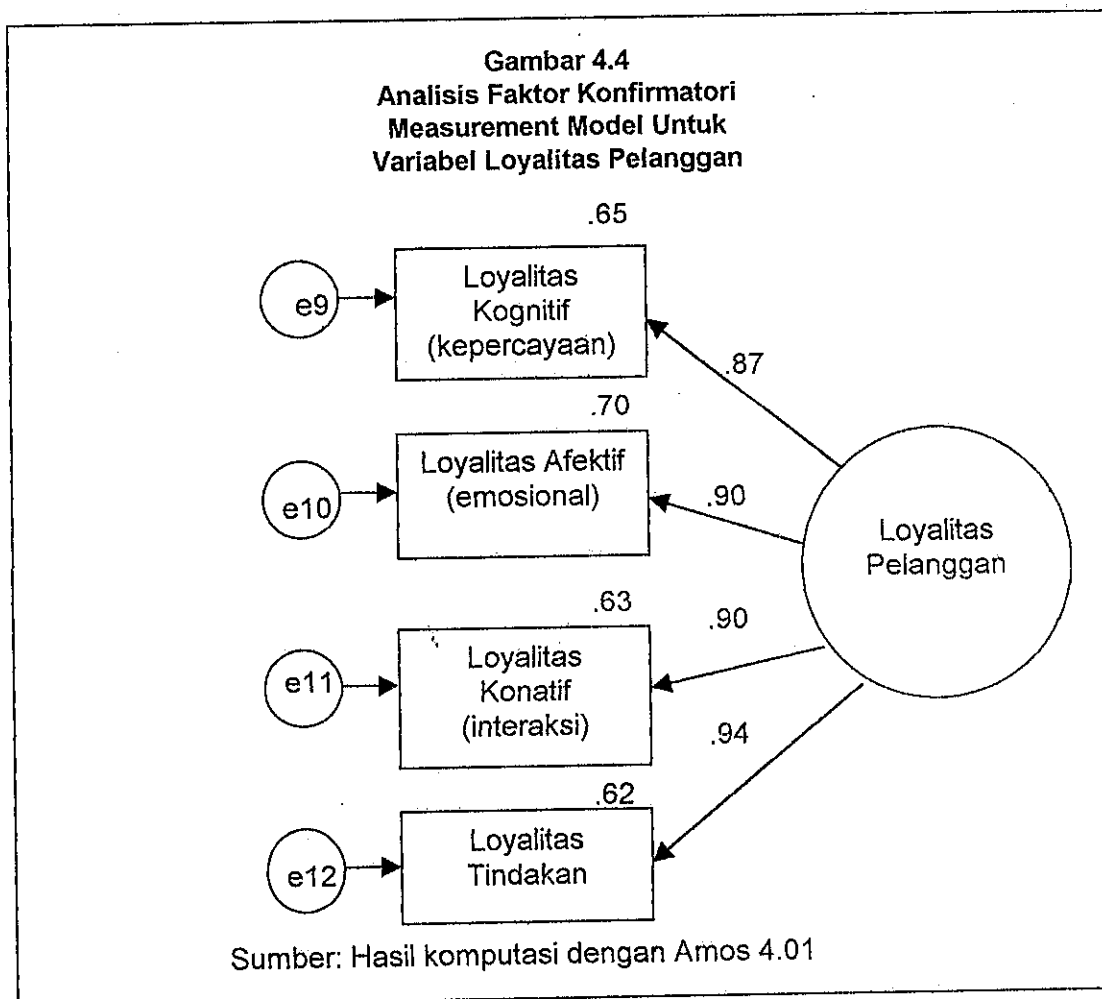 Gambar 4.4
Analisis Faktor Konfirmatori
Measurement Model Untuk
Variabel Loyalitas Pelanggan
.65
e9
Loyalitas
Kognitif
(kepercayaan)
.87
.70
e10
Loyalitas Afektif
(emosional)
.90
Loyalitas
Pelanggan
.63
e11
Loyalitas
Konatif
(interaksi)
.90
.94
.62
e12
Loyalitas
Tindakan
Sumber: Hasil komputasi dengan Amos 4.01